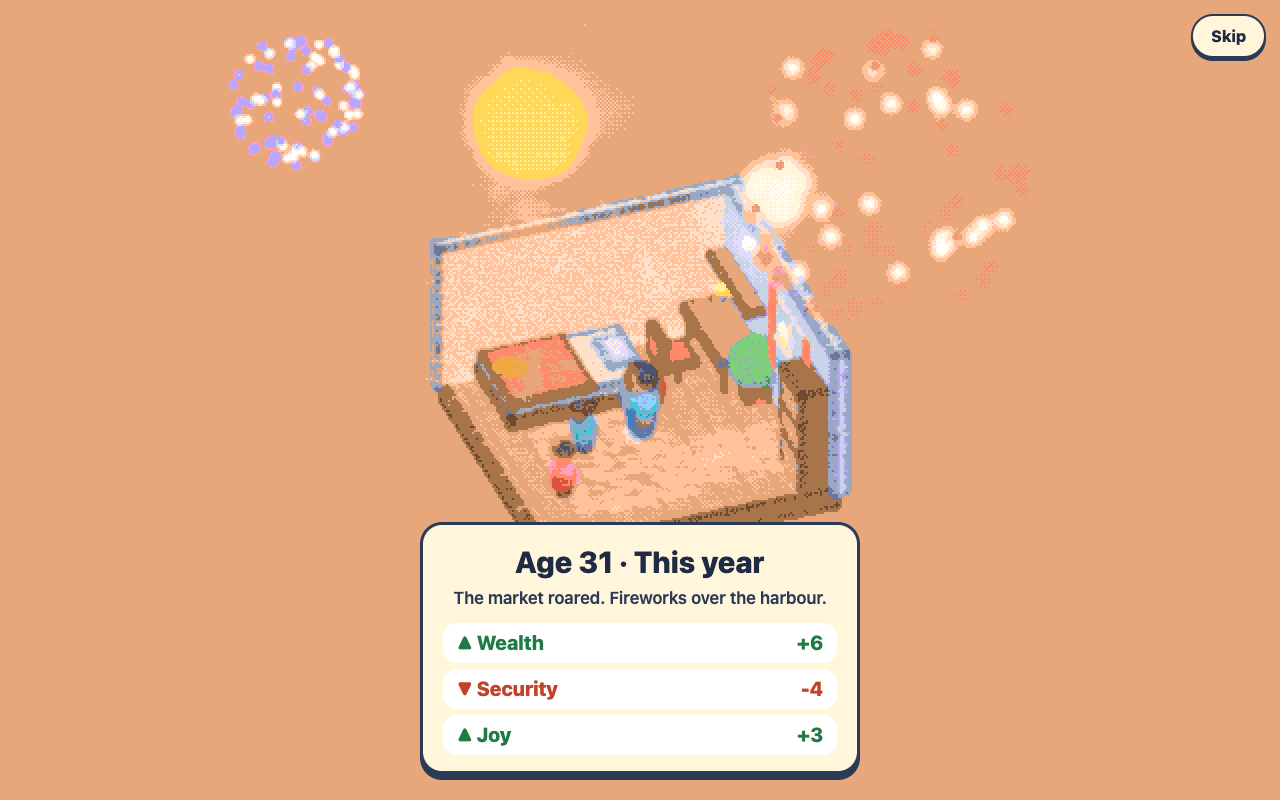 Skip
Age 31 · This year
The market roared. Fireworks over the harbour.
▲ Wealth +6
▼ Security -4
▲ Joy +3